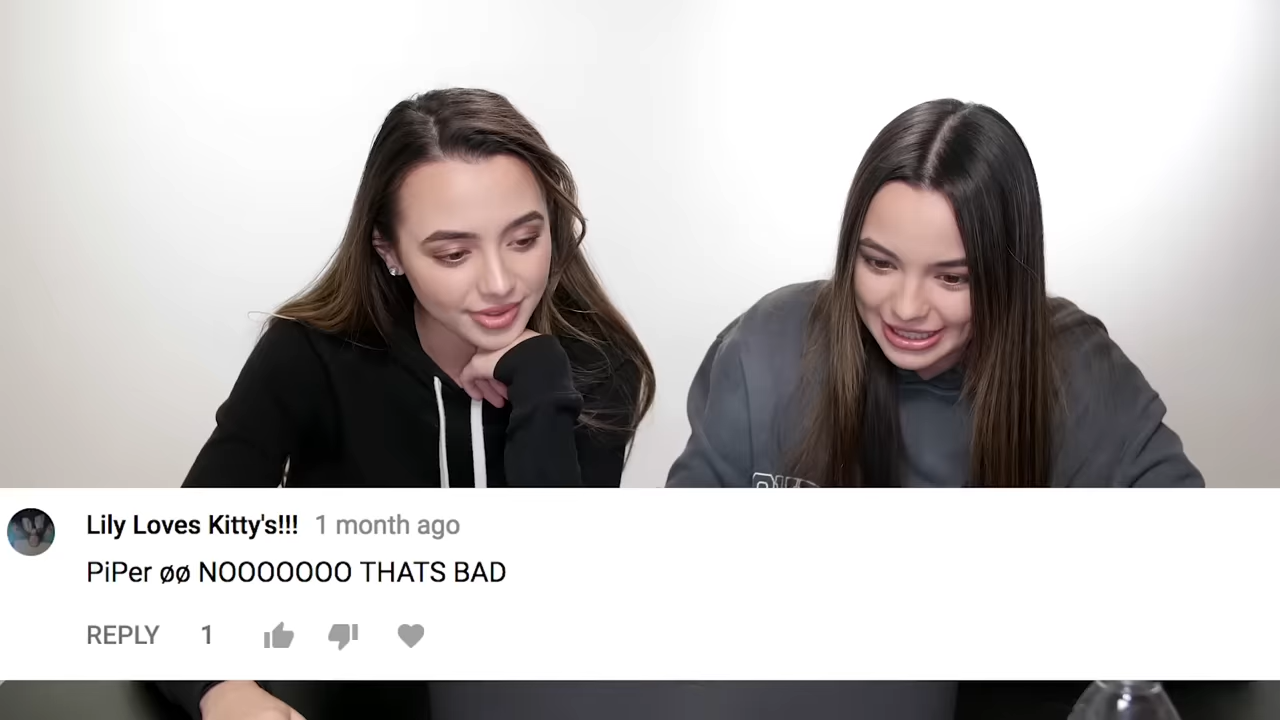 Lily Loves Kitty's!!! 1 month ago
PiPer øø NOOOOOOO THATS BAD
REPLY 1